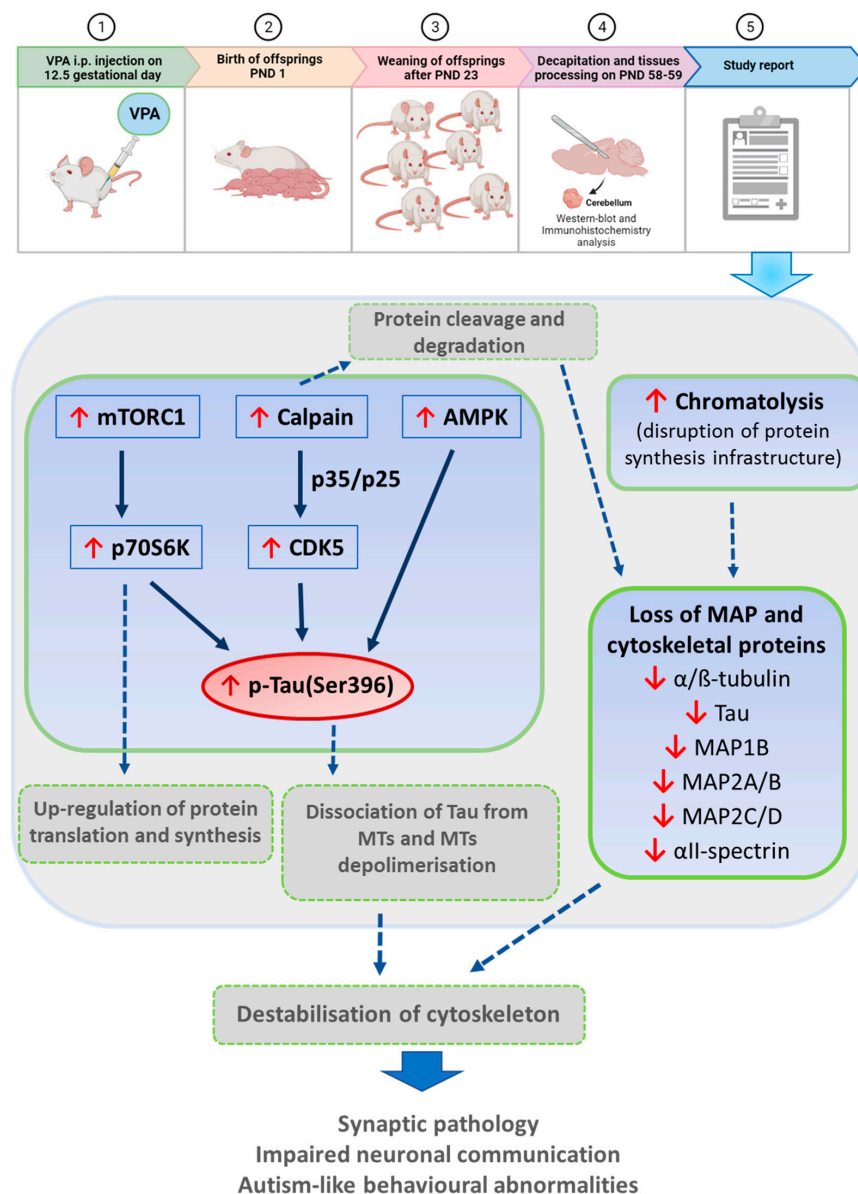 1
2
3
4
5
VPA i.p. injection on
12.5 gestational day
Birth of offsprings
PND 1
Weaning of offsprings
after PND 23
Decapitation and tissues
processing on PND 58-59
Study report
VPA
Cerebellum
Western-blot and
Immunohistochemistry
analysis
Protein cleavage and
degradation
↑ mTORC1
↑ Calpain
↑ AMPK
↑ Chromatolysis
(disruption of protein
synthesis infrastructure)
p35/p25
↑ p70S6K
↑ CDK5
↑ p-Tau(Ser396)
Loss of MAP and
cytoskeletal proteins
↓ α/ß-tubulin
↓ Tau
↓ MAP1B
↓ MAP2A/B
↓ MAP2C/D
↓ αII-spectrin
Up-regulation of protein
translation and synthesis
Dissociation of Tau from
MTs and MTs
depolimerisation
Destabilisation of cytoskeleton
Synaptic pathology
Impaired neuronal communication
Autism-like behavioural abnormalities